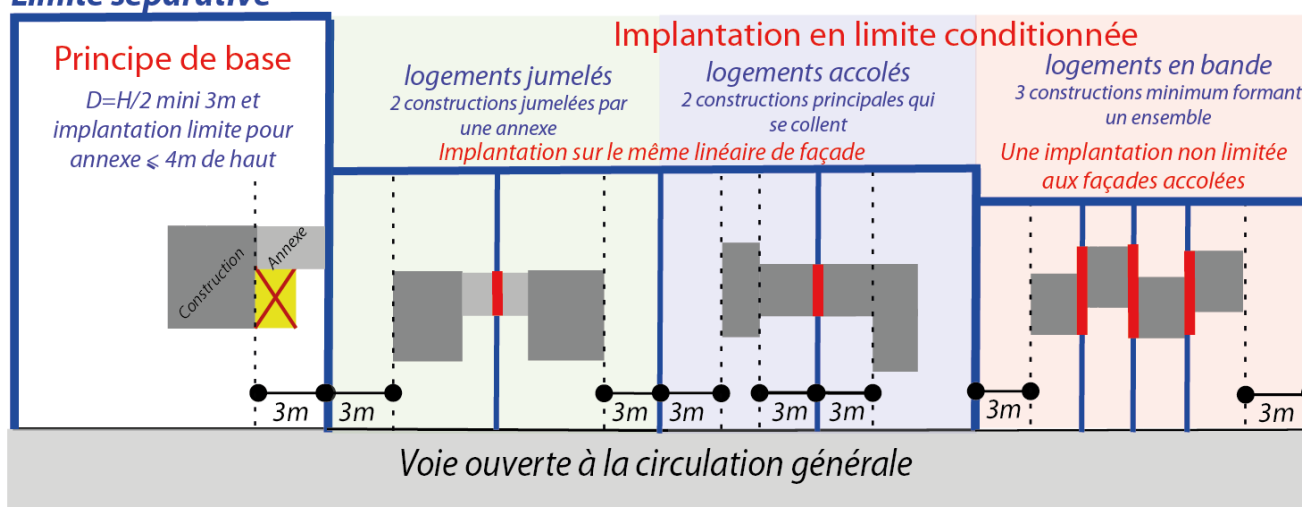 Limite séparative
Principe de base
D=H/2 mini 3m et
implantation limite pour
annexe ⩽ 4m de haut
Implantation en limite conditionnée
logements jumelés
2 constructions jumelées par
une annexe
logements accolés
2 constructions principales qui
se collent
Implantation sur le même linéaire de façade
logements en bande
3 constructions minimum formant
un ensemble
Une implantation non limitée
aux façades accolées
Construction
Annexe
3m
3m
3m
3m
3m
3m
3m
3m
Voie ouverte à la circulation générale